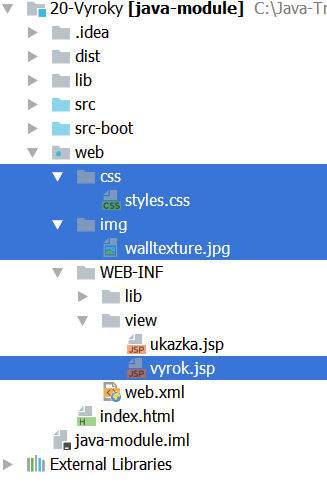 20-Vyroky [java-module] C:\Java-Tr
.idea
dist
lib
src
src-boot
web
css
styles.css
img
walltexture.jpg
WEB-INF
lib
view
ukazka.jsp
vyrok.jsp
web.xml
index.html
java-module.iml
External Libraries